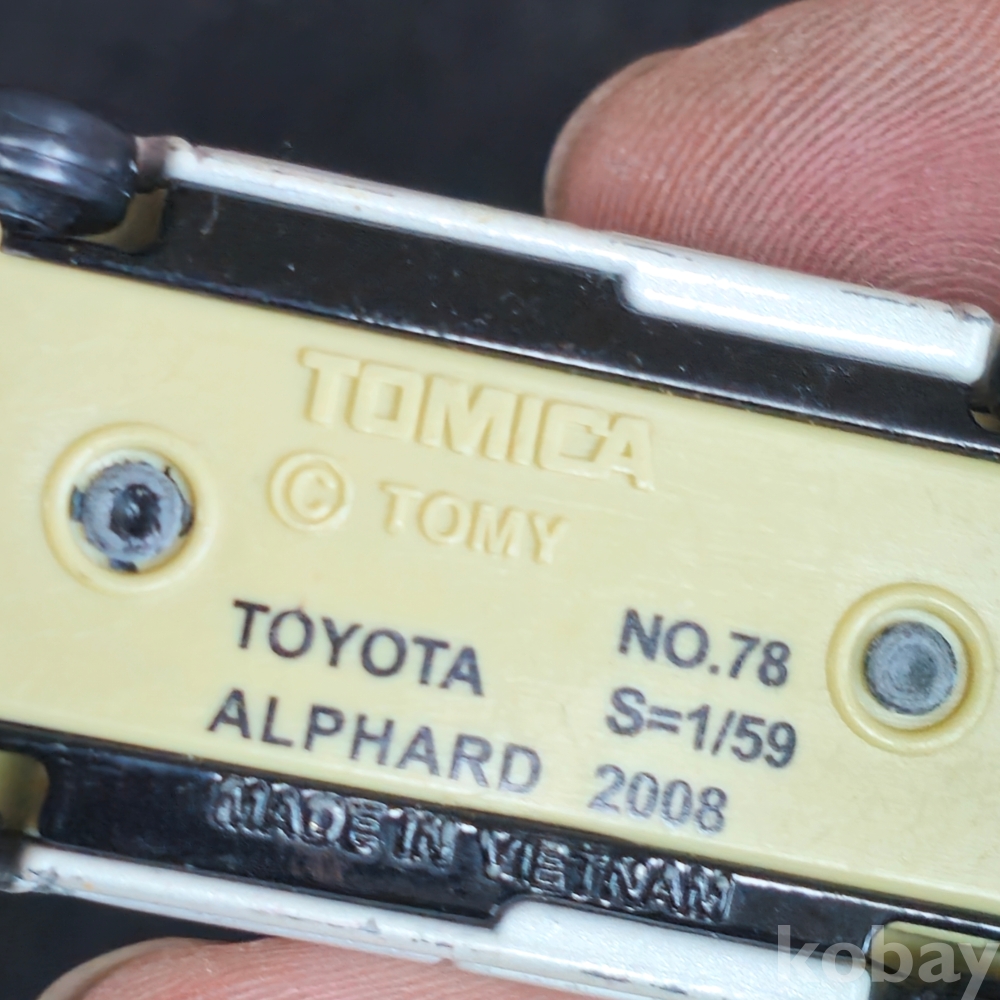 TOMICA
© TOMY
TOYOTA
ALPHARD
NO.78
S=1/59
2008
MADE IN VIETNAM
kobay